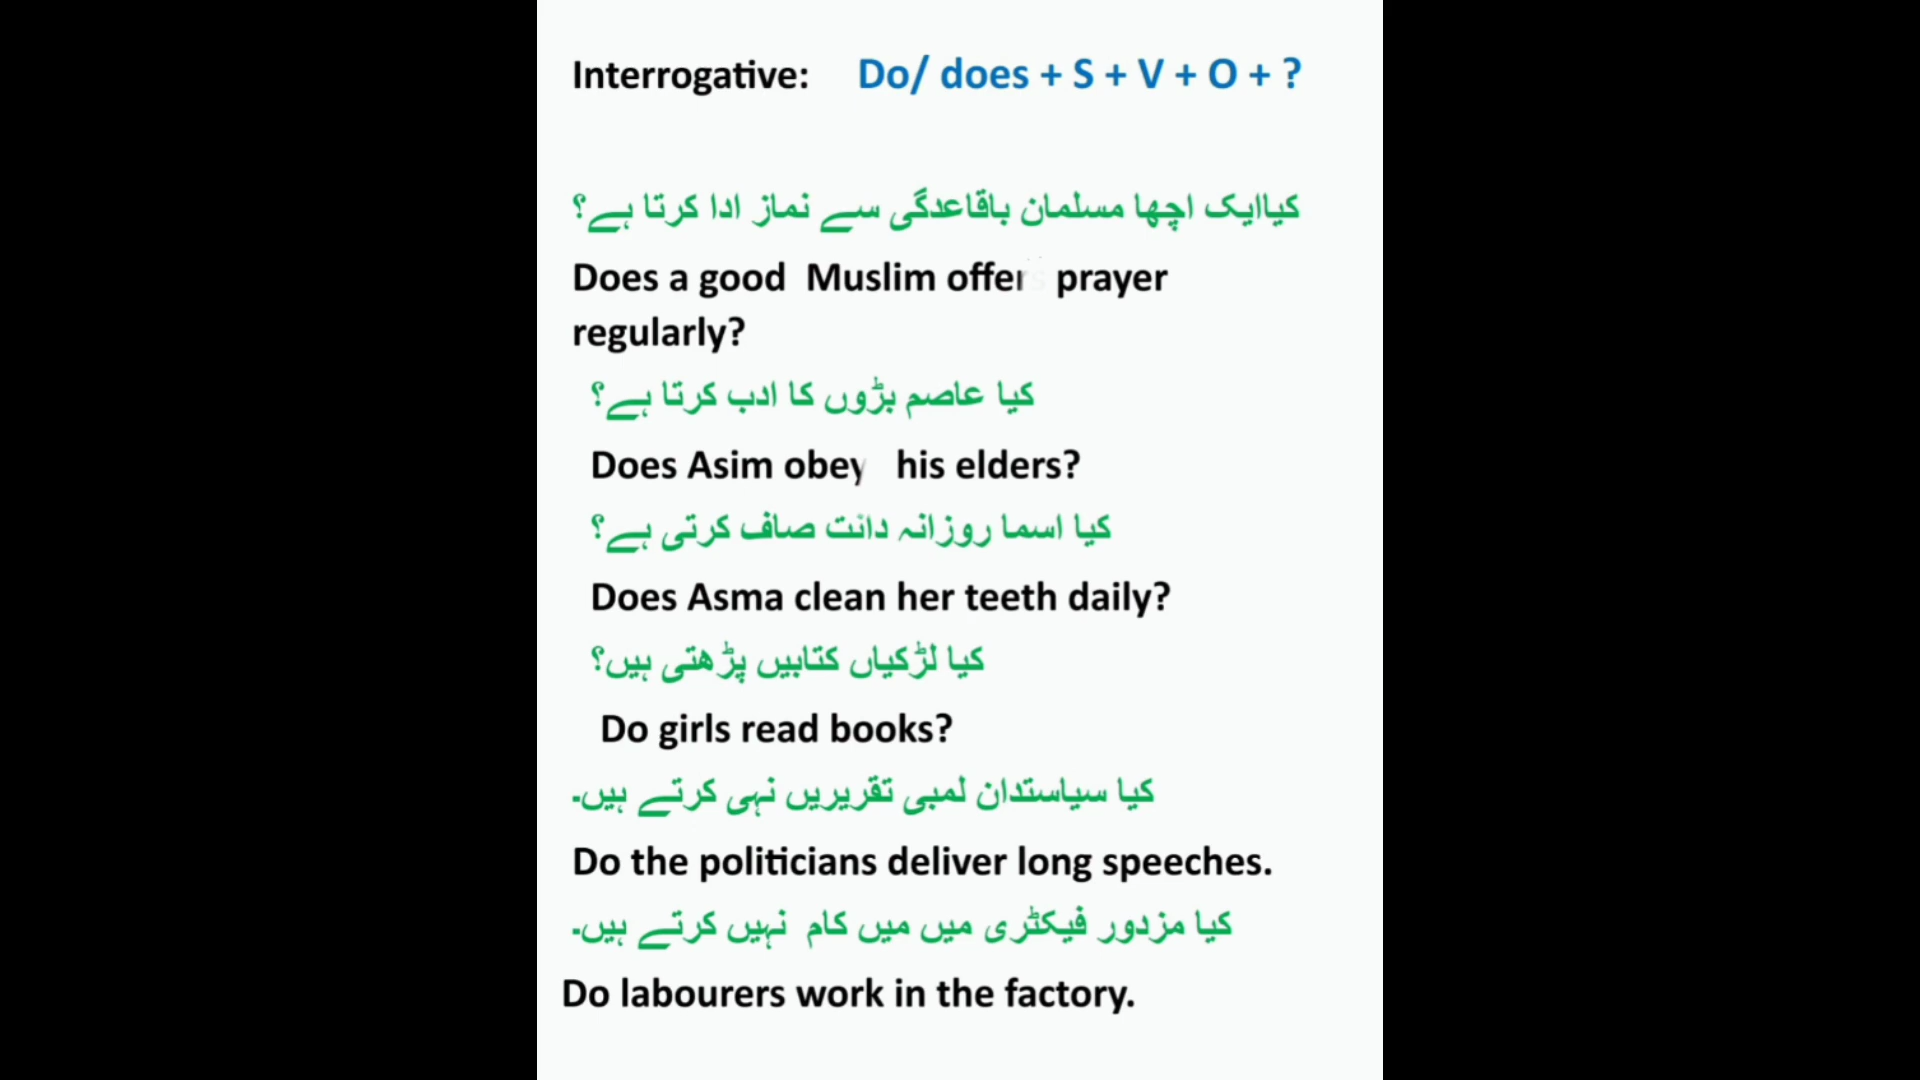 Interrogative: Do/ does + S + V + O + ?
کیاایک اچھا مسلمان باقاعدگی سے نماز ادا کرتا ہے؟
Does a good Muslim offer prayer
regularly?
کیا عاصم بڑوں کا ادب کرتا ہے؟
Does Asim obey his elders?
کیا اسما روزانہ دانت صاف کرتی ہے؟
Does Asma clean her teeth daily?
کیا لڑکیاں کتابیں پڑھتی ہیں؟
Do girls read books?
کیا سیاستدان لمبی تقریریں نہی کرتے ہیں۔
Do the politicians deliver long speeches.
کیا مزدور فیکٹری میں میں کام نہیں کرتے ہیں۔
Do labourers work in the factory.